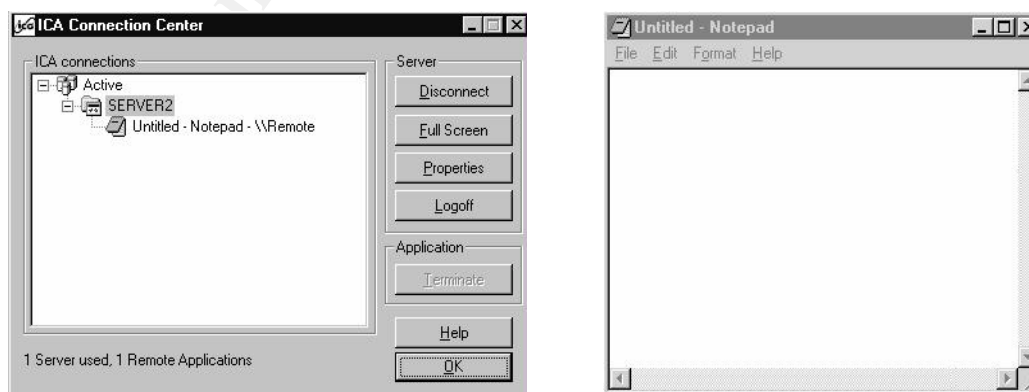 ICA Connection Center
ICA connections
Active
SERVER2
Untitled - Notepad - \\Remote
1 Server used, 1 Remote Applications
Server
Disconnect
Full Screen
Properties
Logoff
Application
Terminate
Help
OK
Untitled - Notepad
File Edit Format Help